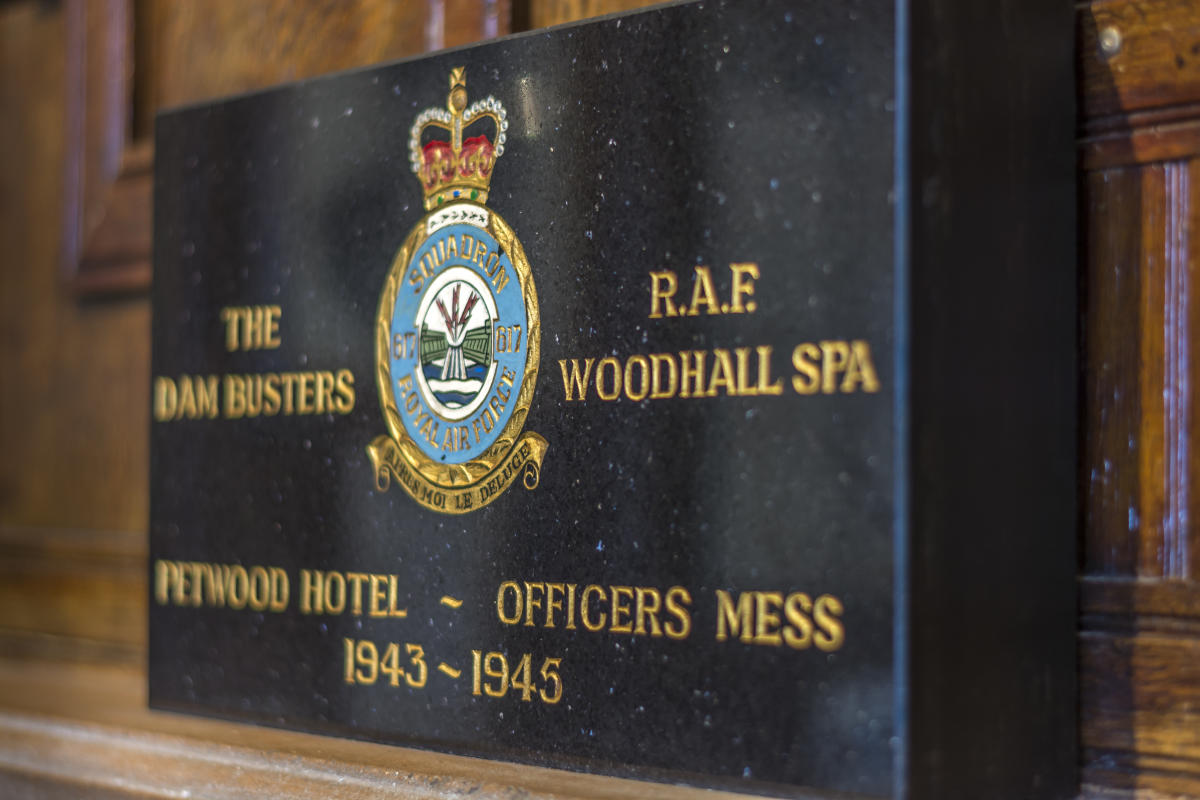 THE
DAM BUSTERS
SQUADRON
617 617
ROYAL AIR FORCE
APRES MOI LE DELUGE
R.A.F.
WOODHALL SPA
PETWOOD HOTEL ~ OFFICERS MESS
1943~1945